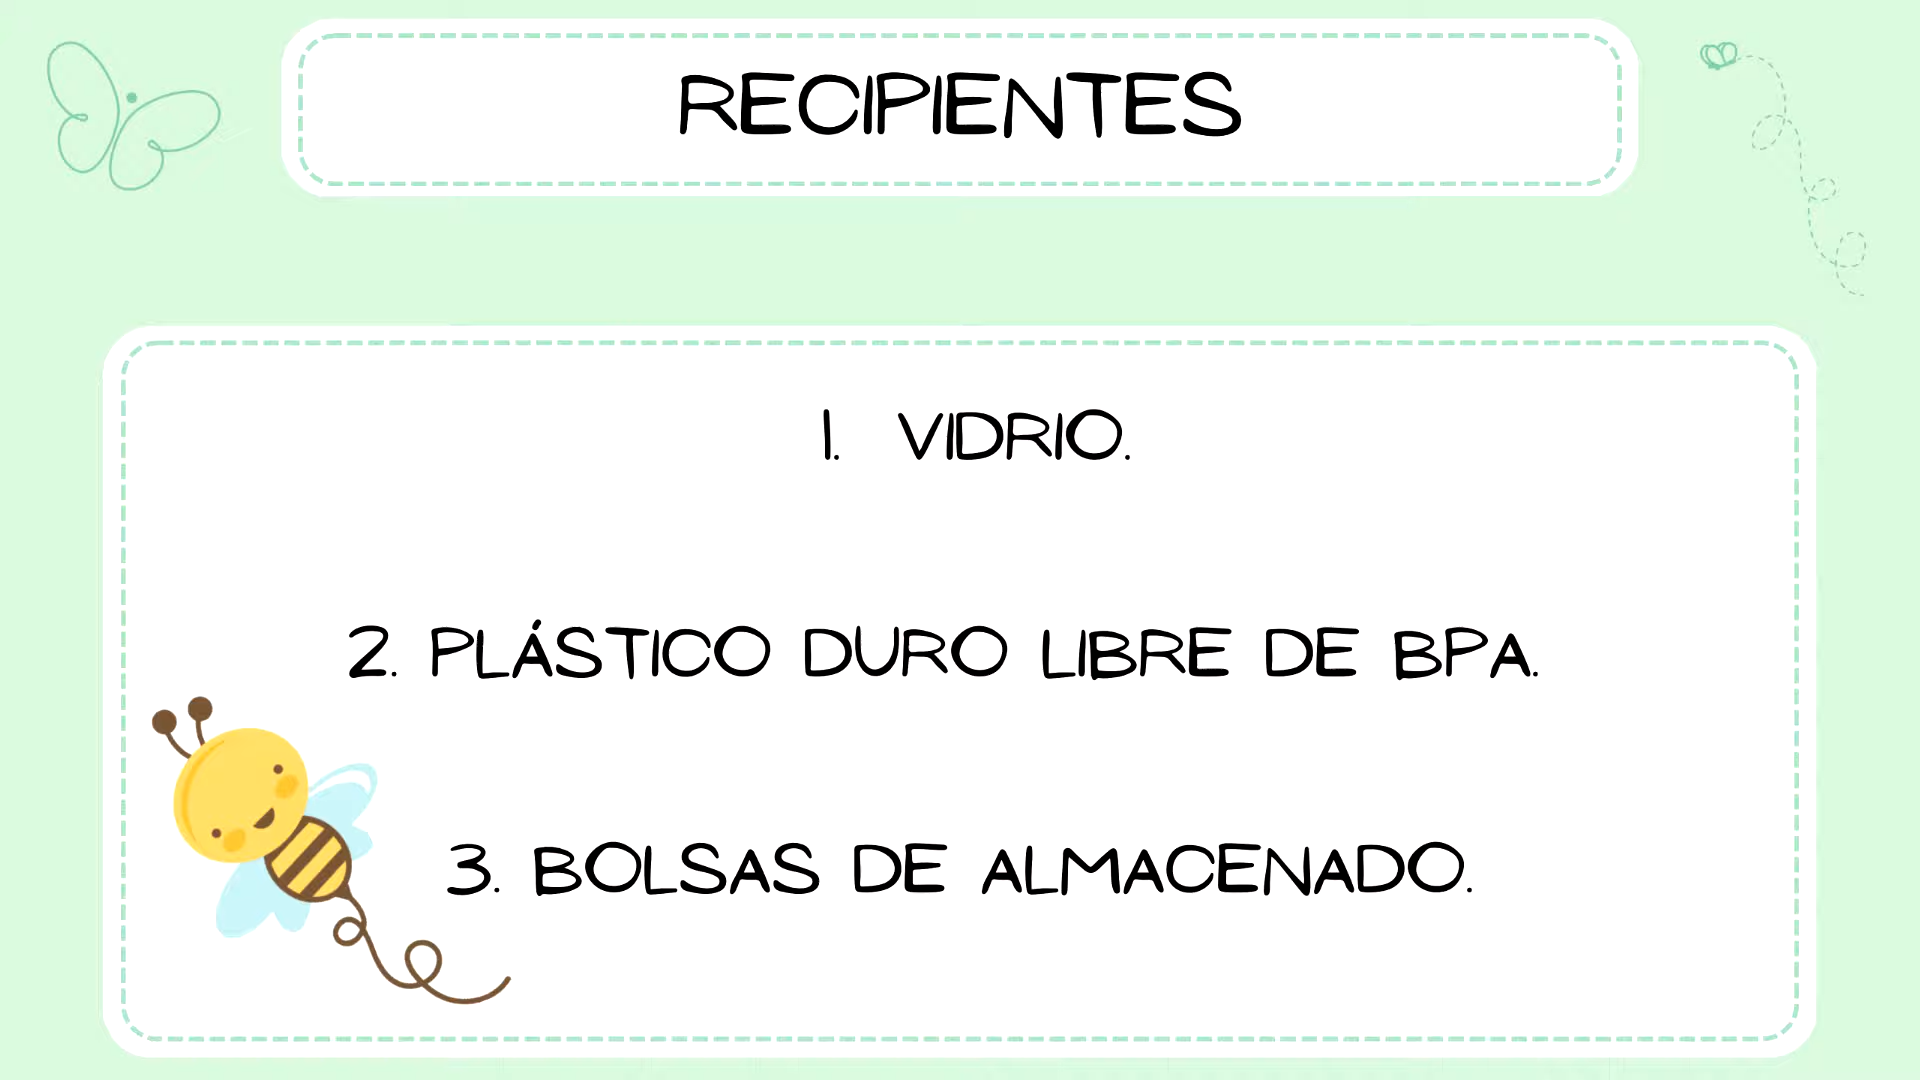 RECIPIENTES
1. VIDRIO.
2. PLÁSTICO DURO LIBRE DE BPA.
3. BOLSAS DE ALMACENADO.